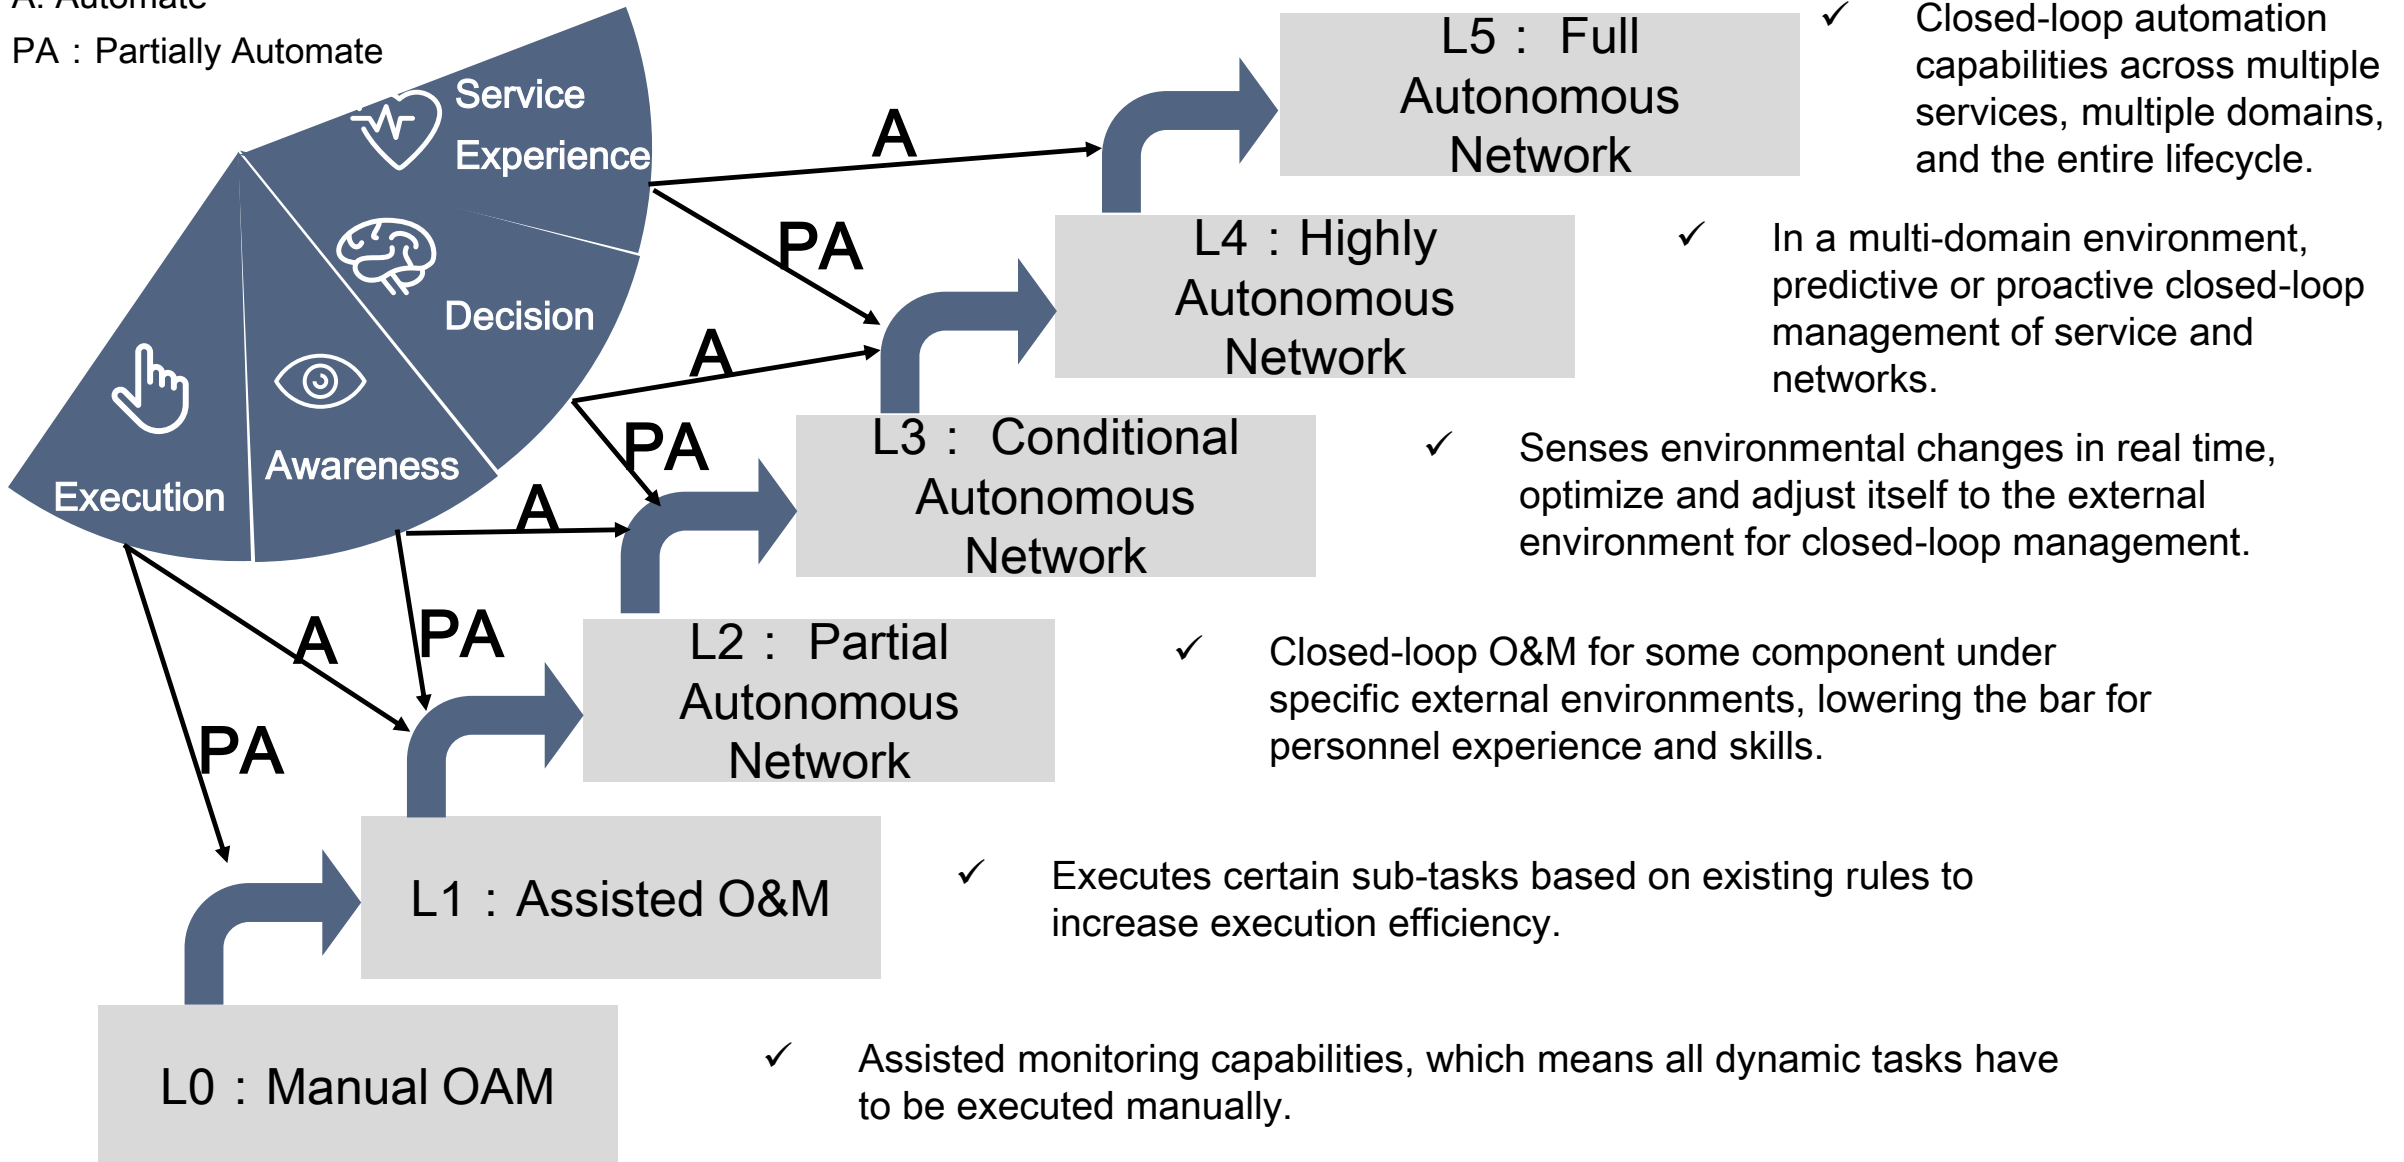 A: Automate
PA：Partially Automate
Service
Experience
Decision
Awareness
Execution
A
PA
A
PA
A
A
PA
PA
L5： Full
Autonomous
Network
✓ Closed-loop automation
capabilities across multiple
services, multiple domains,
and the entire lifecycle.
L4：Highly
Autonomous
Network
✓ In a multi-domain environment,
predictive or proactive closed-loop
management of service and
networks.
L3： Conditional
Autonomous
Network
✓ Senses environmental changes in real time,
optimize and adjust itself to the external
environment for closed-loop management.
L2： Partial
Autonomous
Network
✓ Closed-loop O&M for some component under
specific external environments, lowering the bar for
personnel experience and skills.
L1：Assisted O&M
✓ Executes certain sub-tasks based on existing rules to
increase execution efficiency.
L0：Manual OAM
✓ Assisted monitoring capabilities, which means all dynamic tasks have
to be executed manually.